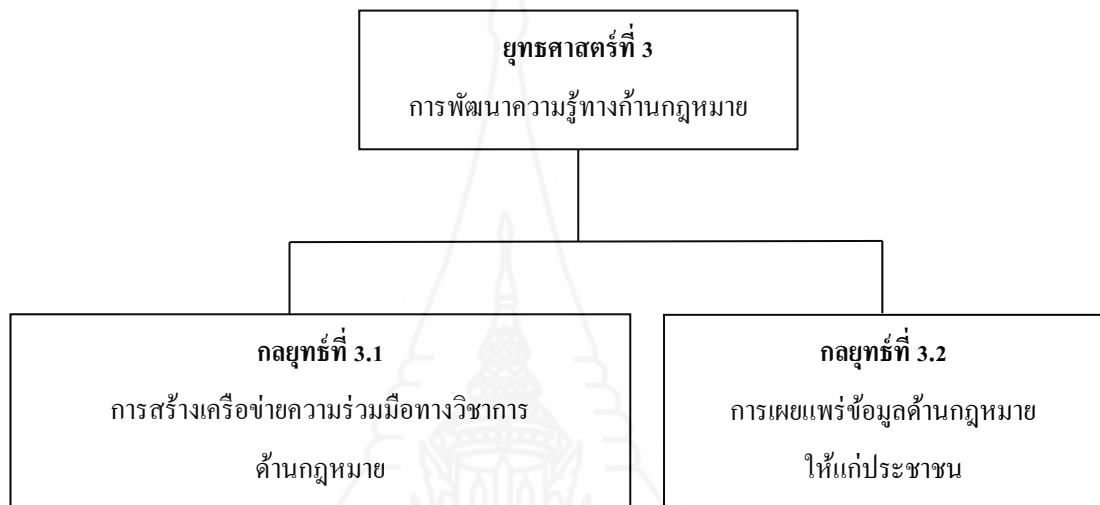 ยุทธศาสตร์ที่ 3
การพัฒนาความรู้ทางก้านกฎหมาย
กลยุทธ์ที่ 3.1
การสร้างเครือข่ายความร่วมมือทางวิชาการ
ด้านกฎหมาย
กลยุทธ์ที่ 3.2
การเผยแพร่ข้อมูลด้านกฎหมาย
ให้แก่ประชาชน